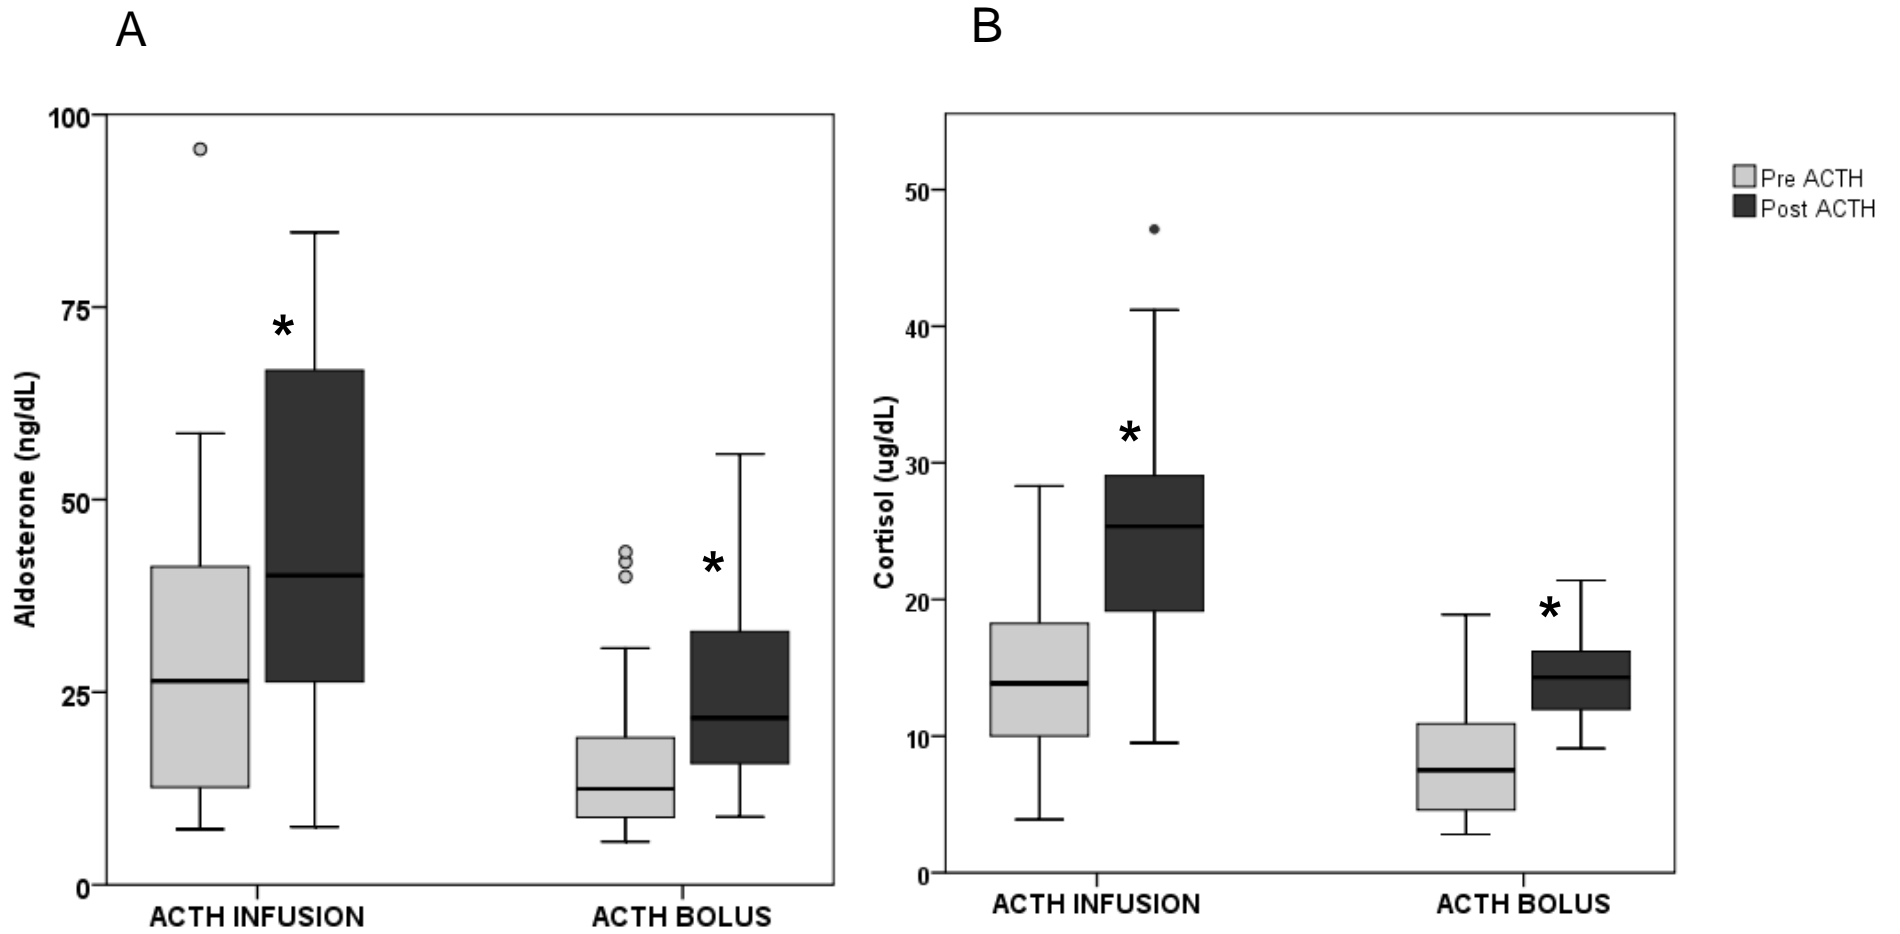 A
B
100
75
50
25
0
Aldosterone (ng/dL)
*
*
ACTH INFUSION
ACTH BOLUS
50
40
30
20
10
0
Cortisol (ug/dL)
*
*
ACTH INFUSION
ACTH BOLUS
Pre ACTH
Post ACTH